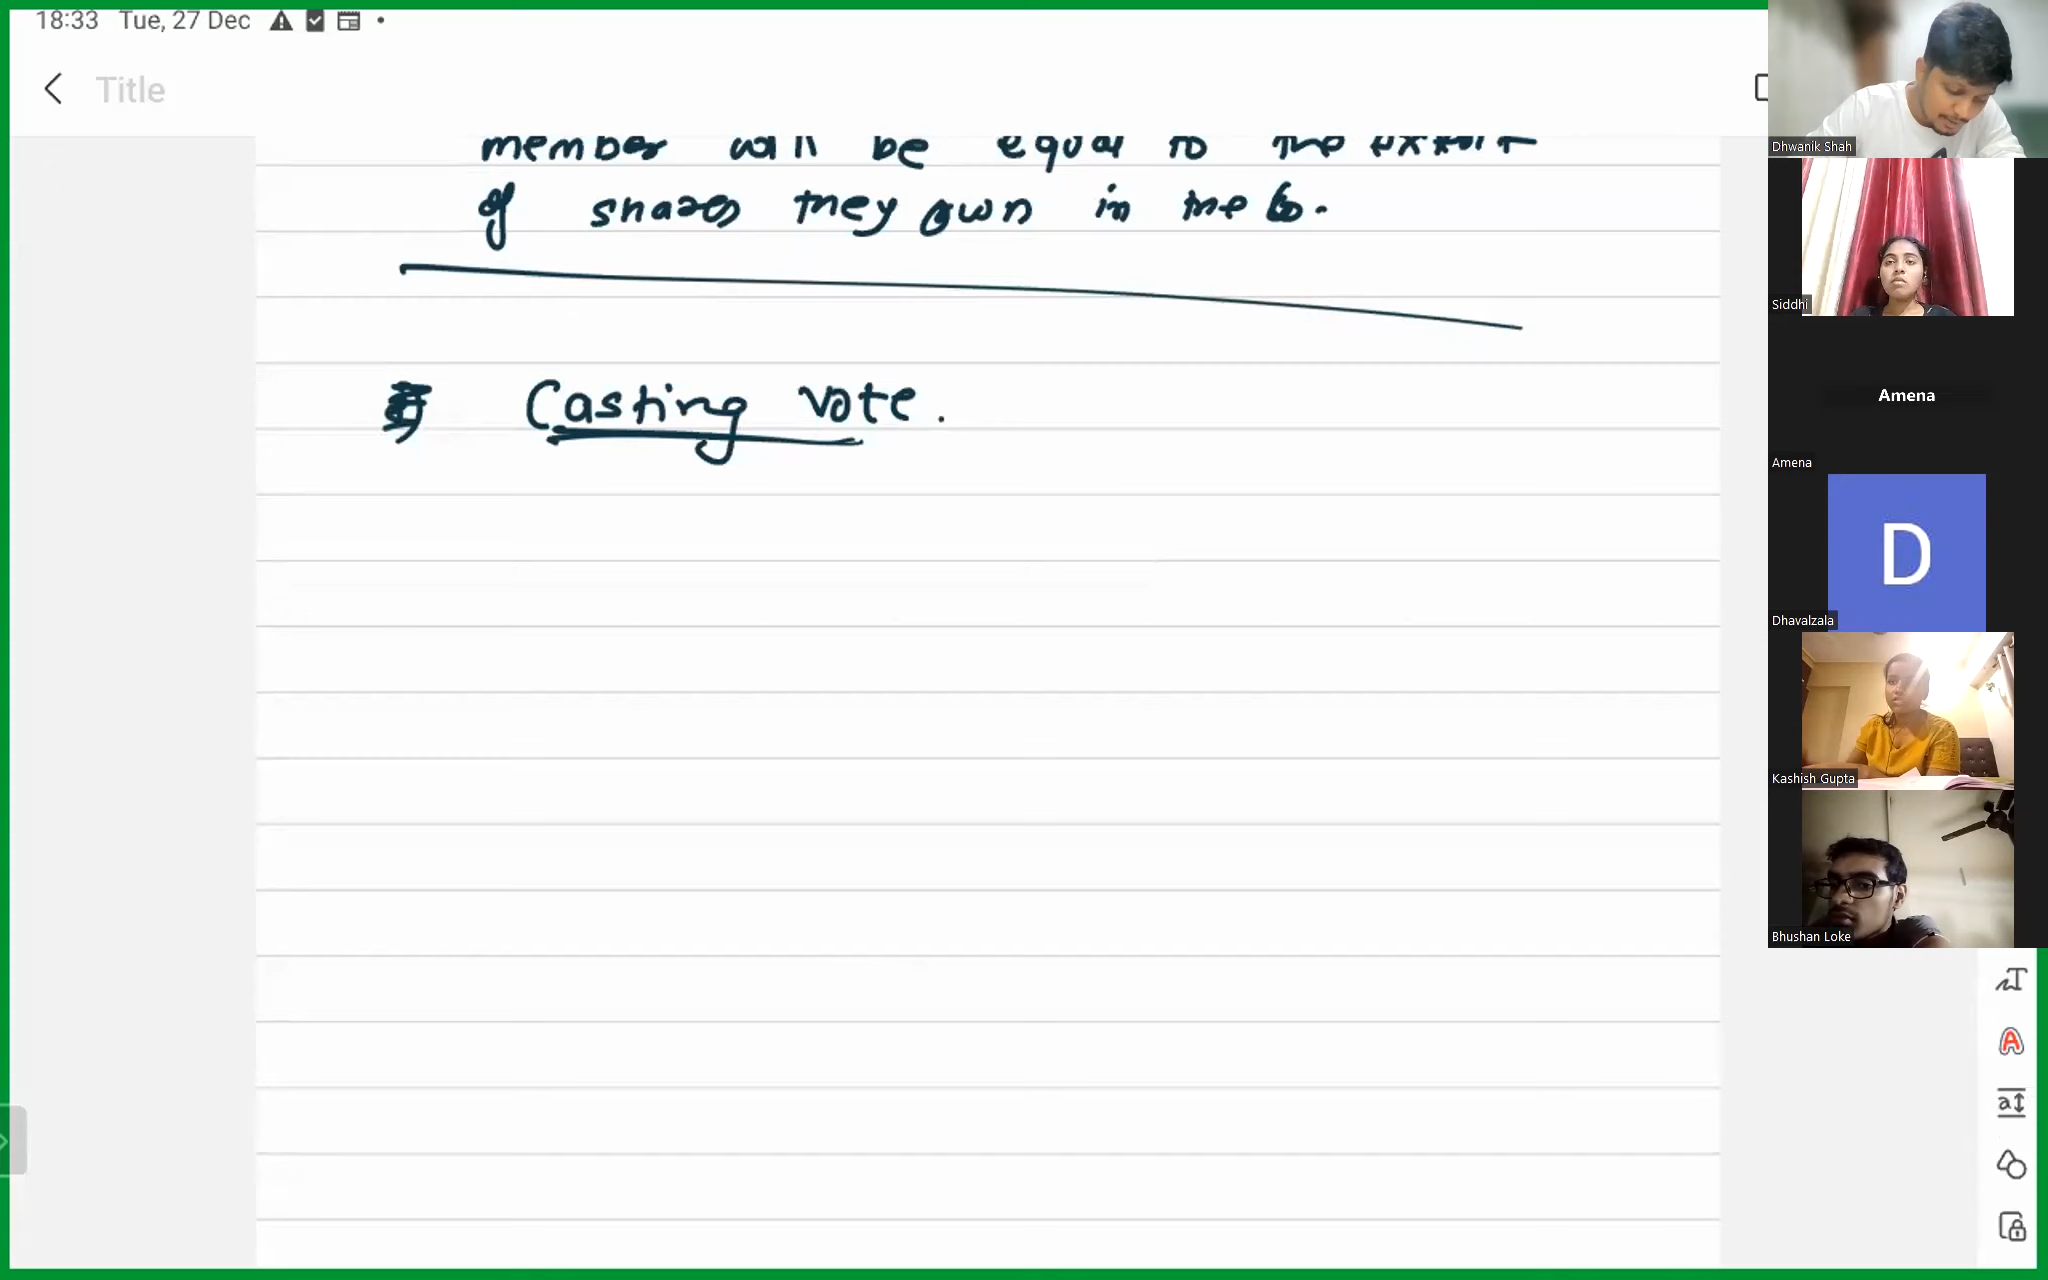 18:33 Tue, 27 Dec
Title
member will be equal to the extent
of shares they own in the Co.
Casting Vote.
Dhwanik Shah
Siddhi
Amena
Amena
D
Dhavalzala
Kashish Gupta
Bhushan Loke
T
A
a